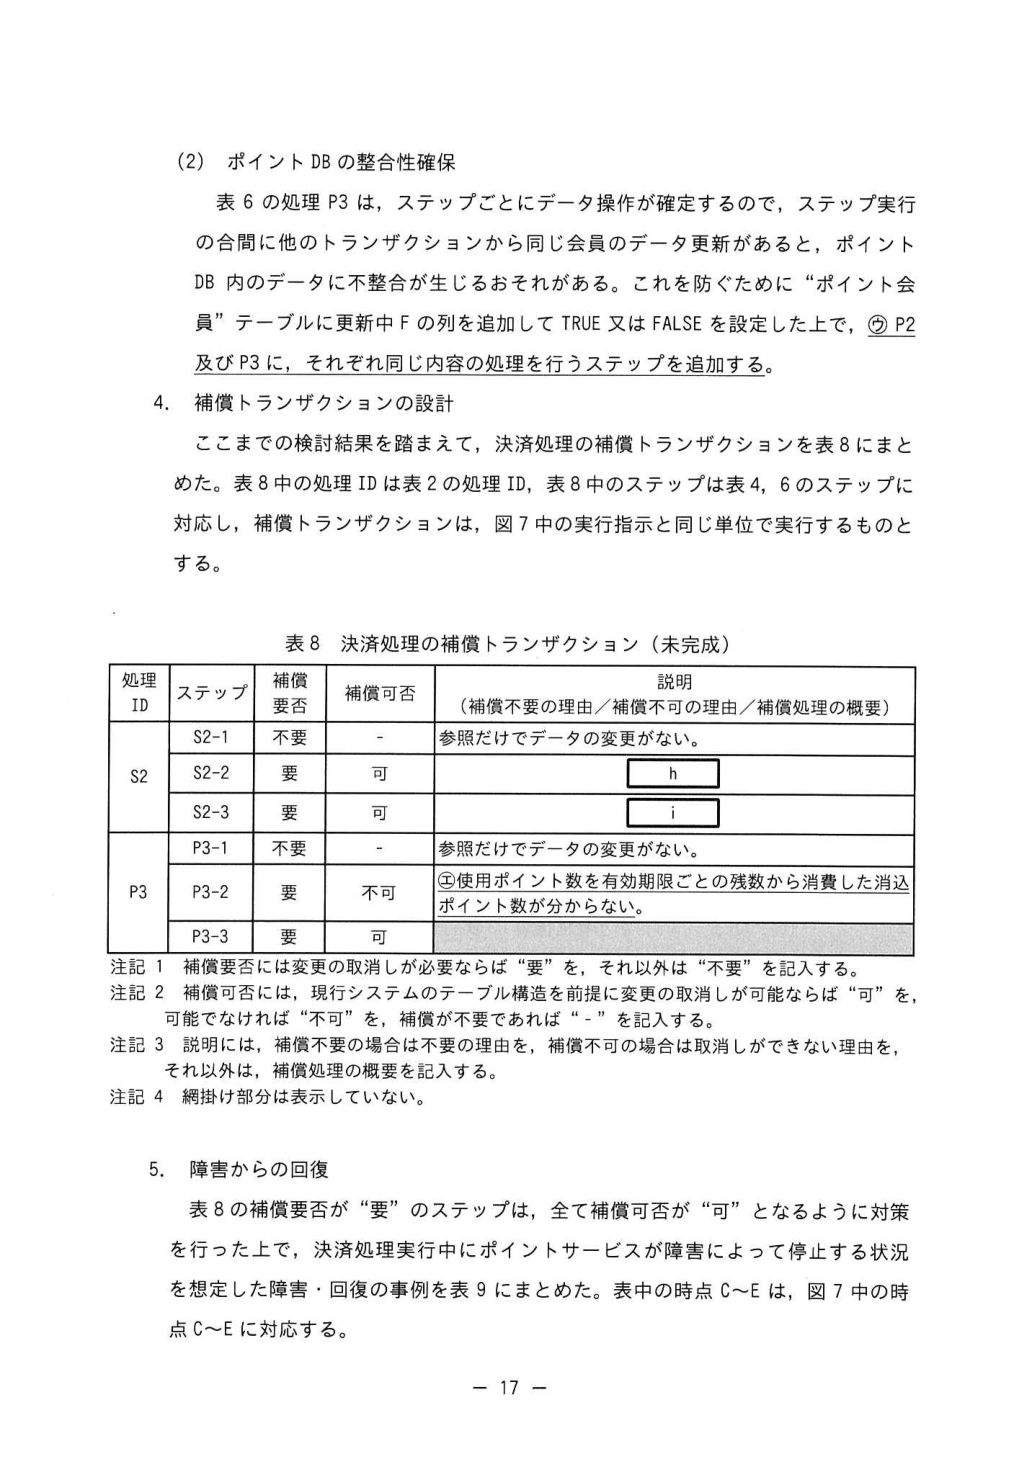 (2) ポイント DB の整合性確保
表 6 の処理 P3 は，ステップごとにデータ操作が確定するので，ステップ実行
の合間に他のトランザクションから同じ会員のデータ更新があると，ポイント
DB 内のデータに不整合が生じるおそれがある。これを防ぐために“ポイント会
員”テーブルに更新中 F の列を追加して TRUE 又は FALSE を設定した上で，㋒ P2
及び P3 に，それぞれ同じ内容の処理を行うステップを追加する。
4. 補償トランザクションの設計
ここまでの検討結果を踏まえて，決済処理の補償トランザクションを表 8 にまと
めた。表 8 中の処理 ID は表 2 の処理 ID，表 8 中のステップは表 4，6 のステップに
対応し，補償トランザクションは，図 7 中の実行指示と同じ単位で実行するものと
する。
表 8 決済処理の補償トランザクション（未完成）
処理 ID ステップ 補償要否 補償可否 説明
（補償不要の理由／補償不可の理由／補償処理の概要）
S2 S2-1 不要 - 参照だけでデータの変更がない。
S2-2 要 可 h
S2-3 要 可 i
P3 P3-1 不要 - 参照だけでデータの変更がない。
P3-2 要 不可 ㋓使用ポイント数を有効期限ごとの残数から消費した消込
ポイント数が分からない。
P3-3 要 可
注記 1 補償要否には変更の取消しが必要ならば“要”を，それ以外は“不要”を記入する。
注記 2 補償可否には，現行システムのテーブル構造を前提に変更の取消しが可能ならば“可”を，
可能でなければ“不可”を，補償が不要であれば“-”を記入する。
注記 3 説明には，補償不要の場合は不要の理由を，補償不可の場合は取消しができない理由を，
それ以外は，補償処理の概要を記入する。
注記 4 網掛け部分は表示していない。
5. 障害からの回復
表 8 の補償要否が“要”のステップは，全て補償可否が“可”となるように対策
を行った上で，決済処理実行中にポイントサービスが障害によって停止する状況
を想定した障害・回復の事例を表 9 にまとめた。表中の時点 C～E は，図 7 中の時
点 C～E に対応する。
－ 17 －